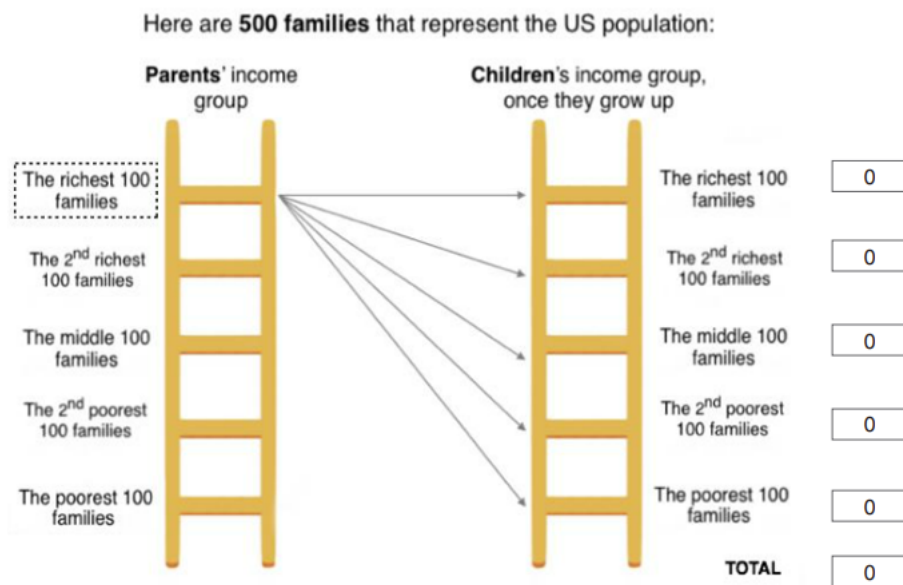 Here are 500 families that represent the US population:
Parents' income
group
Children's income group,
once they grow up
The richest 100
families
The richest 100
families
0
The 2nd richest
100 families
The 2nd richest
100 families
0
The middle 100
families
The middle 100
families
0
The 2nd poorest
100 families
The 2nd poorest
100 families
0
The poorest 100
families
The poorest 100
families
0
TOTAL
0